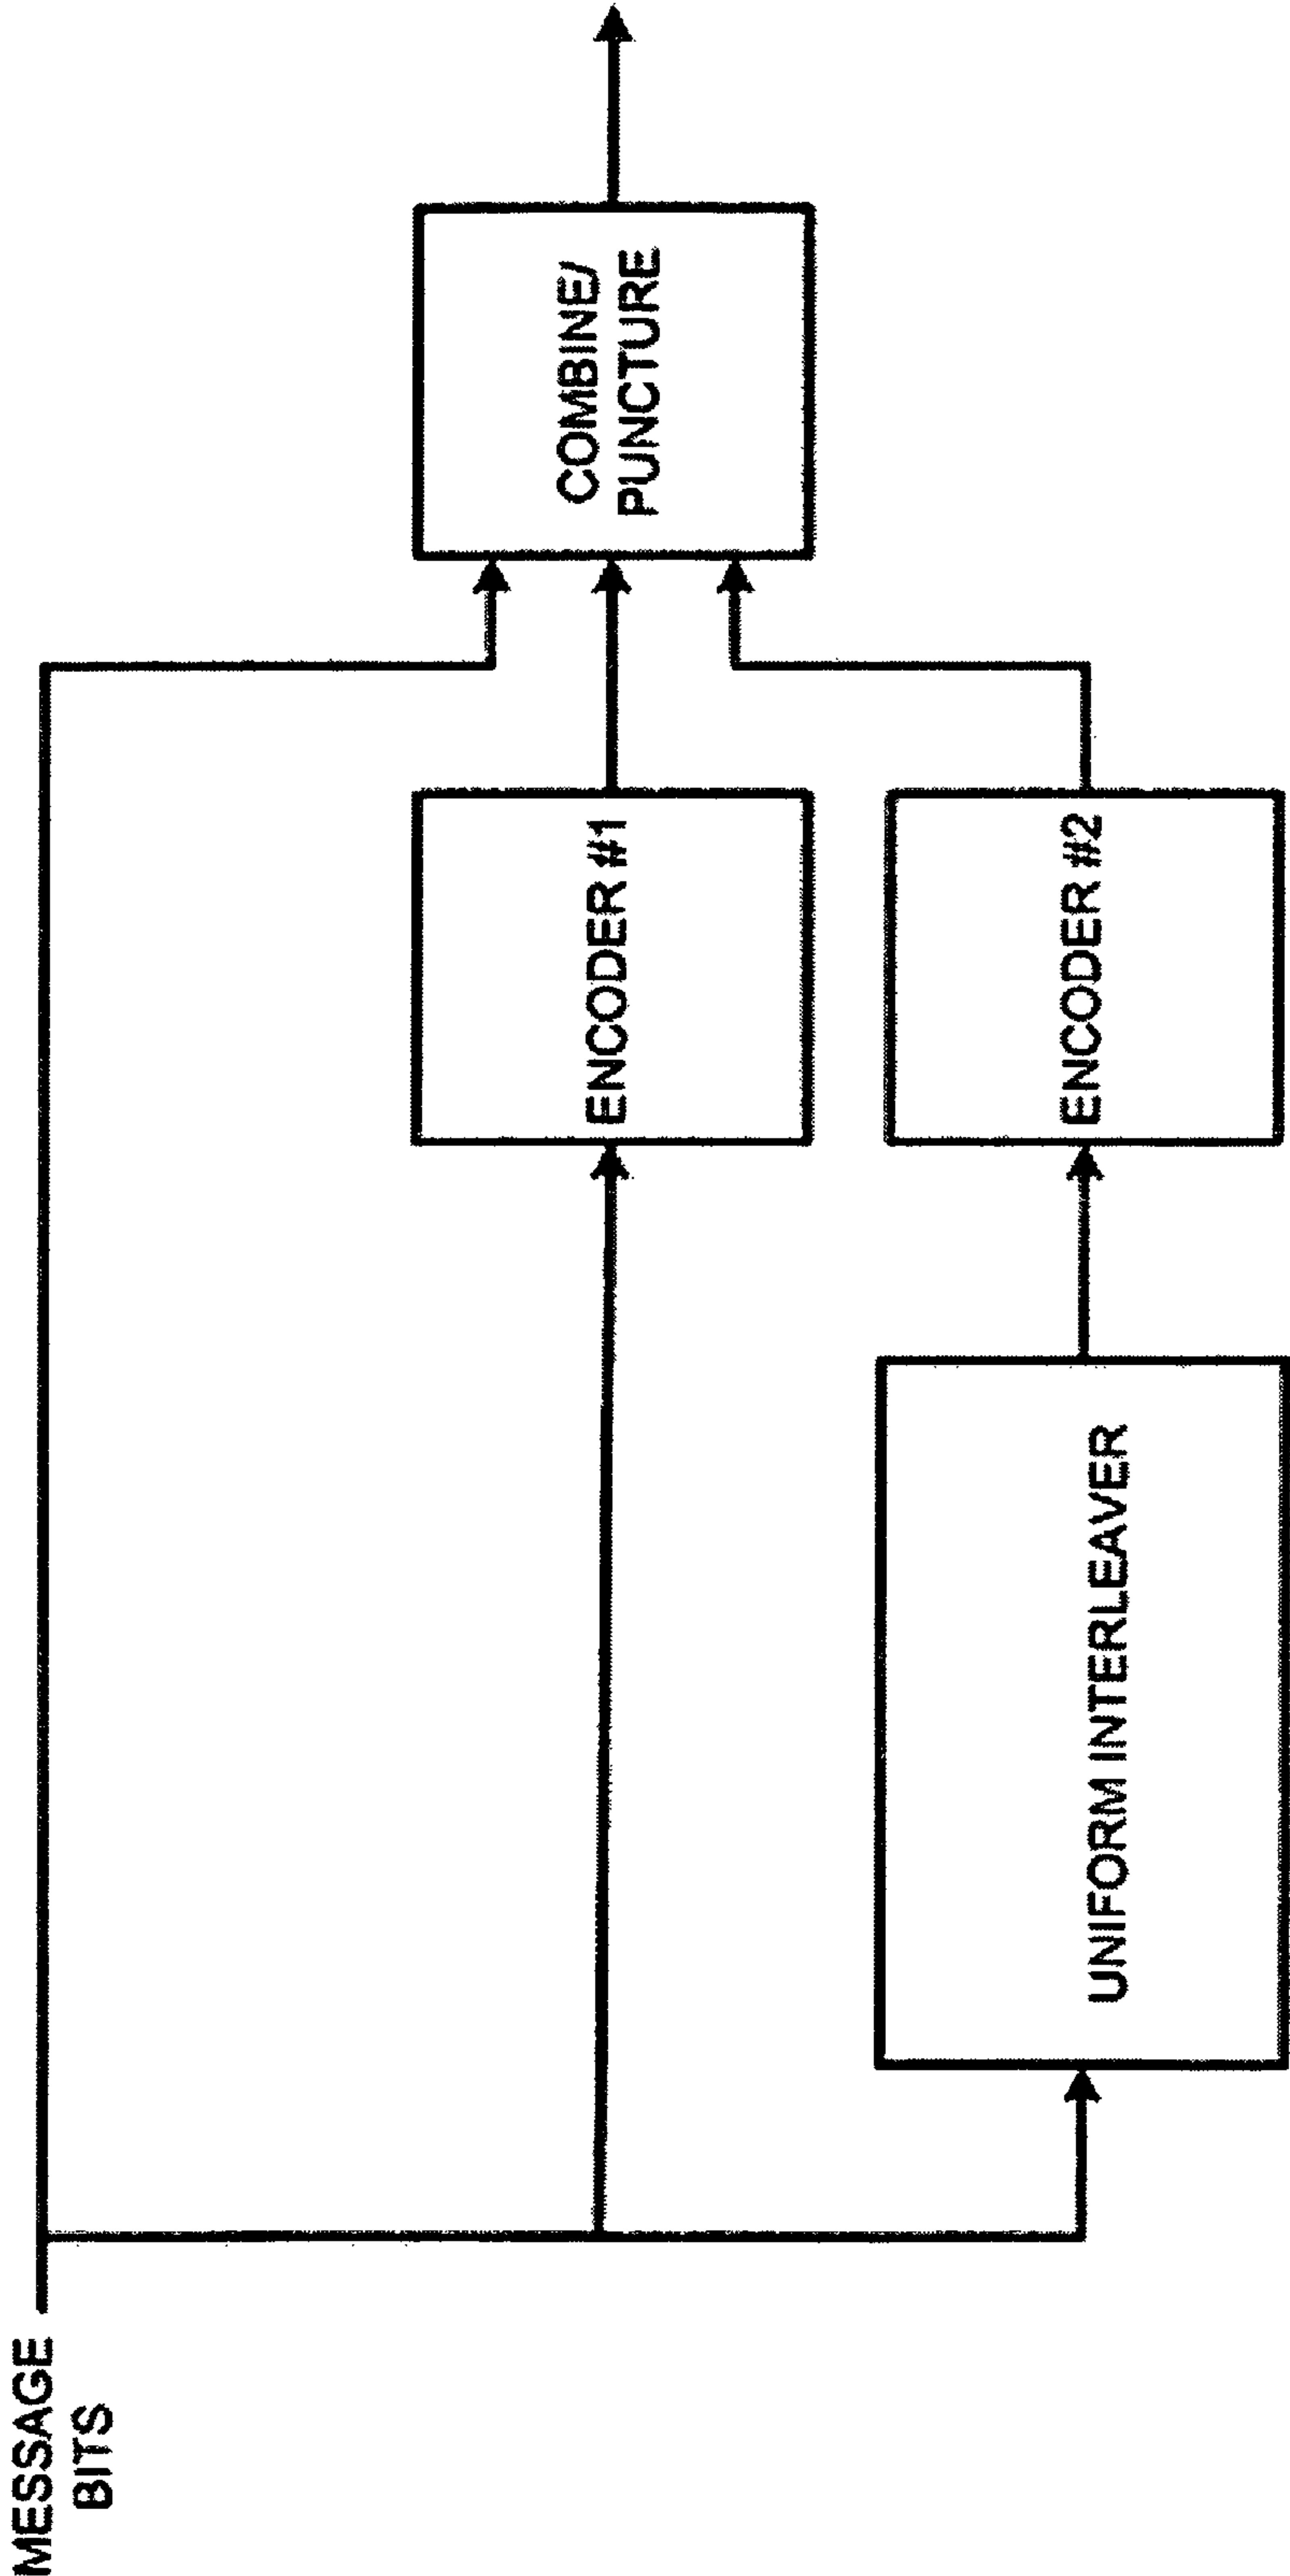 MESSAGE
BITS
ENCODER #1
COMBINE/
PUNCTURE
UNIFORM INTERLEAVER
ENCODER #2